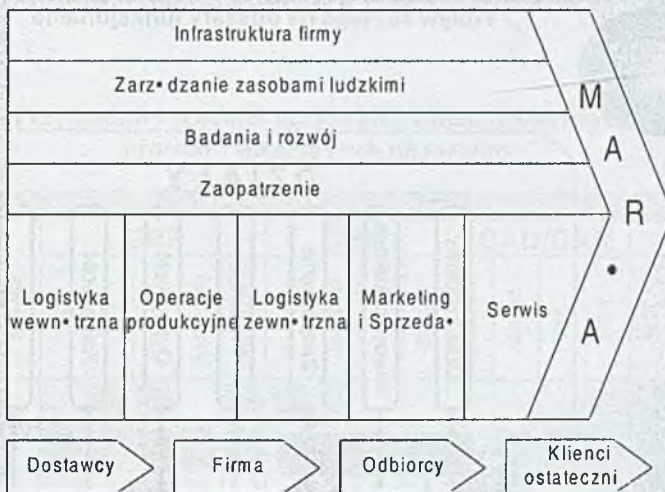 Infrastruktura firmy
Zarz•dzanie zasobami ludzkimi
Badania i rozwój
Zaopatrzenie
M
A
R
•
A
Logistyka
wewn•trzna
Operacje
produkcyjne
Logistyka
zewn•trzna
Marketing
i Sprzeda•
Serwis
Dostawcy
Firma
Odbiorcy
Klienci
ostateczni